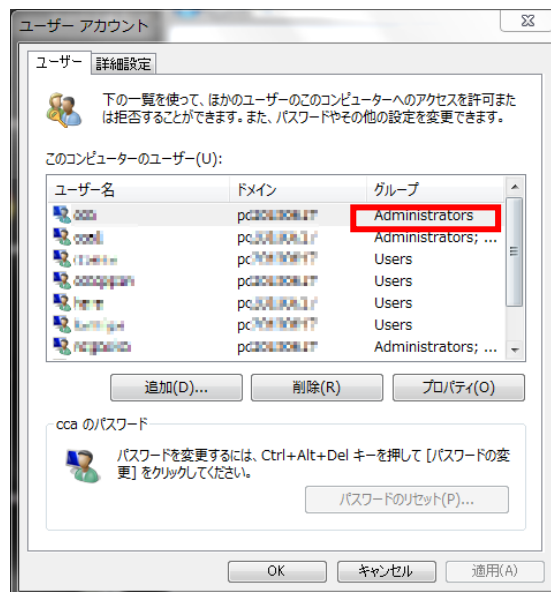 ユーザー アカウント
ユーザー 詳細設定
下の一覧を使って、ほかのユーザーのこのコンピューターへのアクセスを許可また
は拒否することができます。また、パスワードやその他の設定を変更できます。
このコンピューターのユーザー(U):
ユーザー名 ドメイン グループ
Administrators
Administrators; ...
Users
Users
Users
Users
Administrators; ...
追加(D)... 削除(R) プロパティ(O)
cca のパスワード
パスワードを変更するには、Ctrl+Alt+Del キーを押して [パスワードの変
更] をクリックしてください。
パスワードのリセット(P)...
OK キャンセル 適用(A)